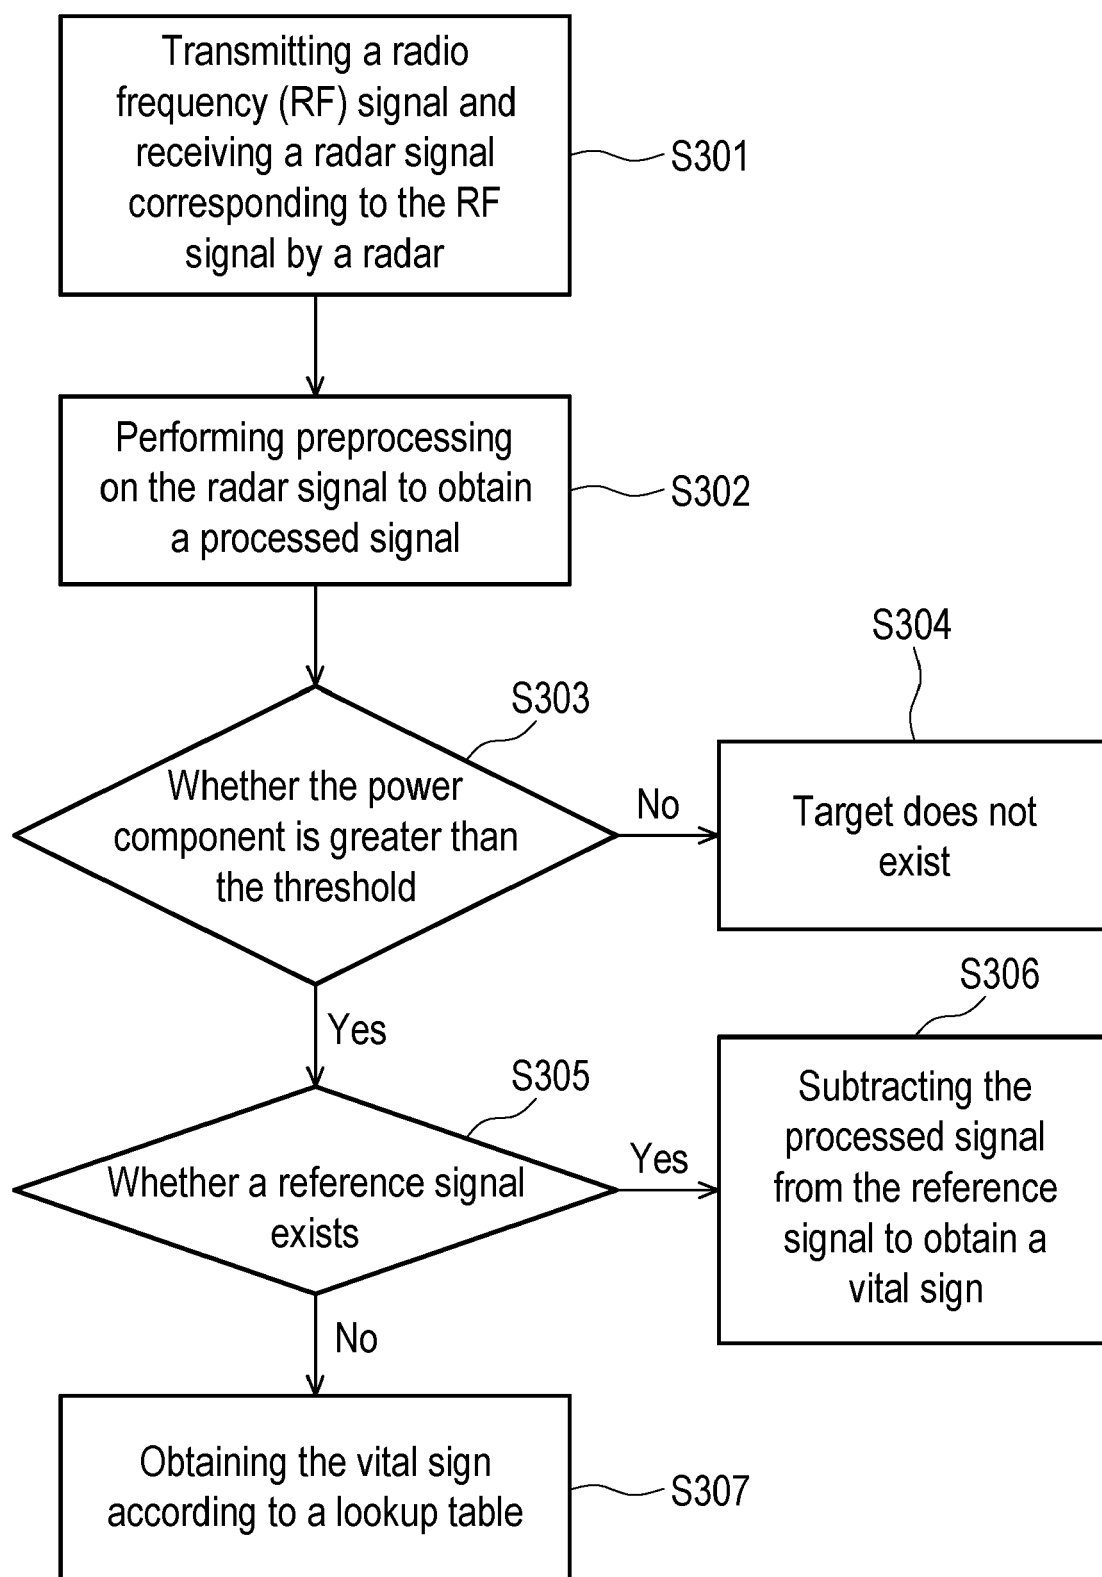 Transmitting a radio
frequency (RF) signal and
receiving a radar signal
corresponding to the RF
signal by a radar
S301
Performing preprocessing
on the radar signal to obtain
a processed signal
S302
S303
Whether the power
component is greater than
the threshold
No
S304
Target does not
exist
Yes
S305
Whether a reference signal
exists
Yes
S306
Subtracting the
processed signal
from the reference
signal to obtain a
vital sign
No
Obtaining the vital sign
according to a lookup table
S307